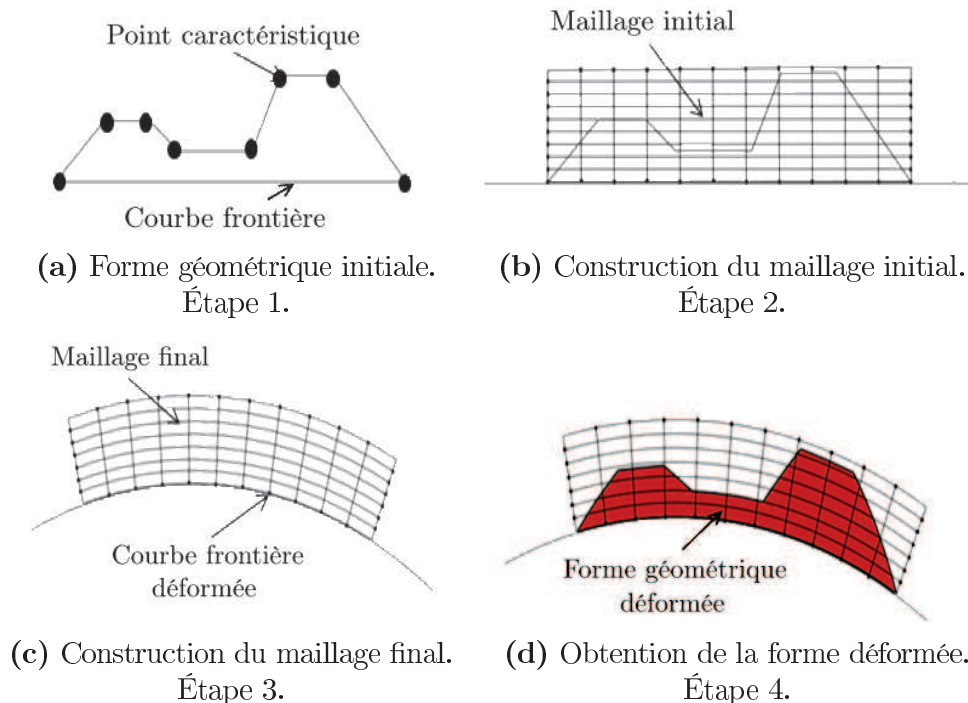 Point caractéristique
Courbe frontière
(a) Forme géométrique initiale.
Étape 1.
Maillage initial
(b) Construction du maillage initial.
Étape 2.
Maillage final
Courbe frontière
déformée
(c) Construction du maillage final.
Étape 3.
Forme géométrique
déformée
(d) Obtention de la forme déformée.
Étape 4.